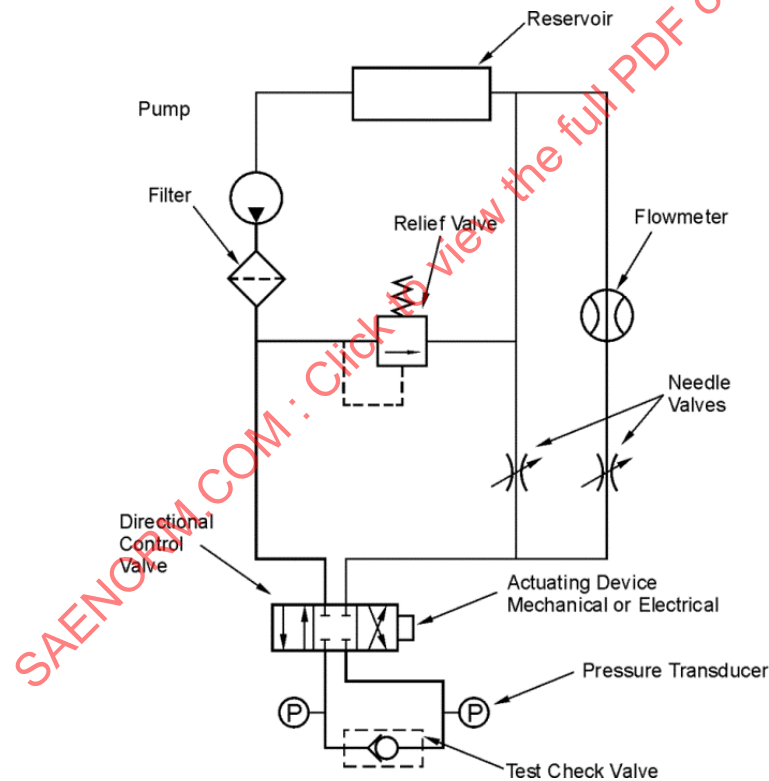 Reservoir
Pump
Filter
Relief Valve
Flowmeter
Needle
Valves
Directional
Control
Valve
Actuating Device
Mechanical or Electrical
Pressure Transducer
P
P
Test Check Valve
SAENORM.COM : Click to view the full PDF